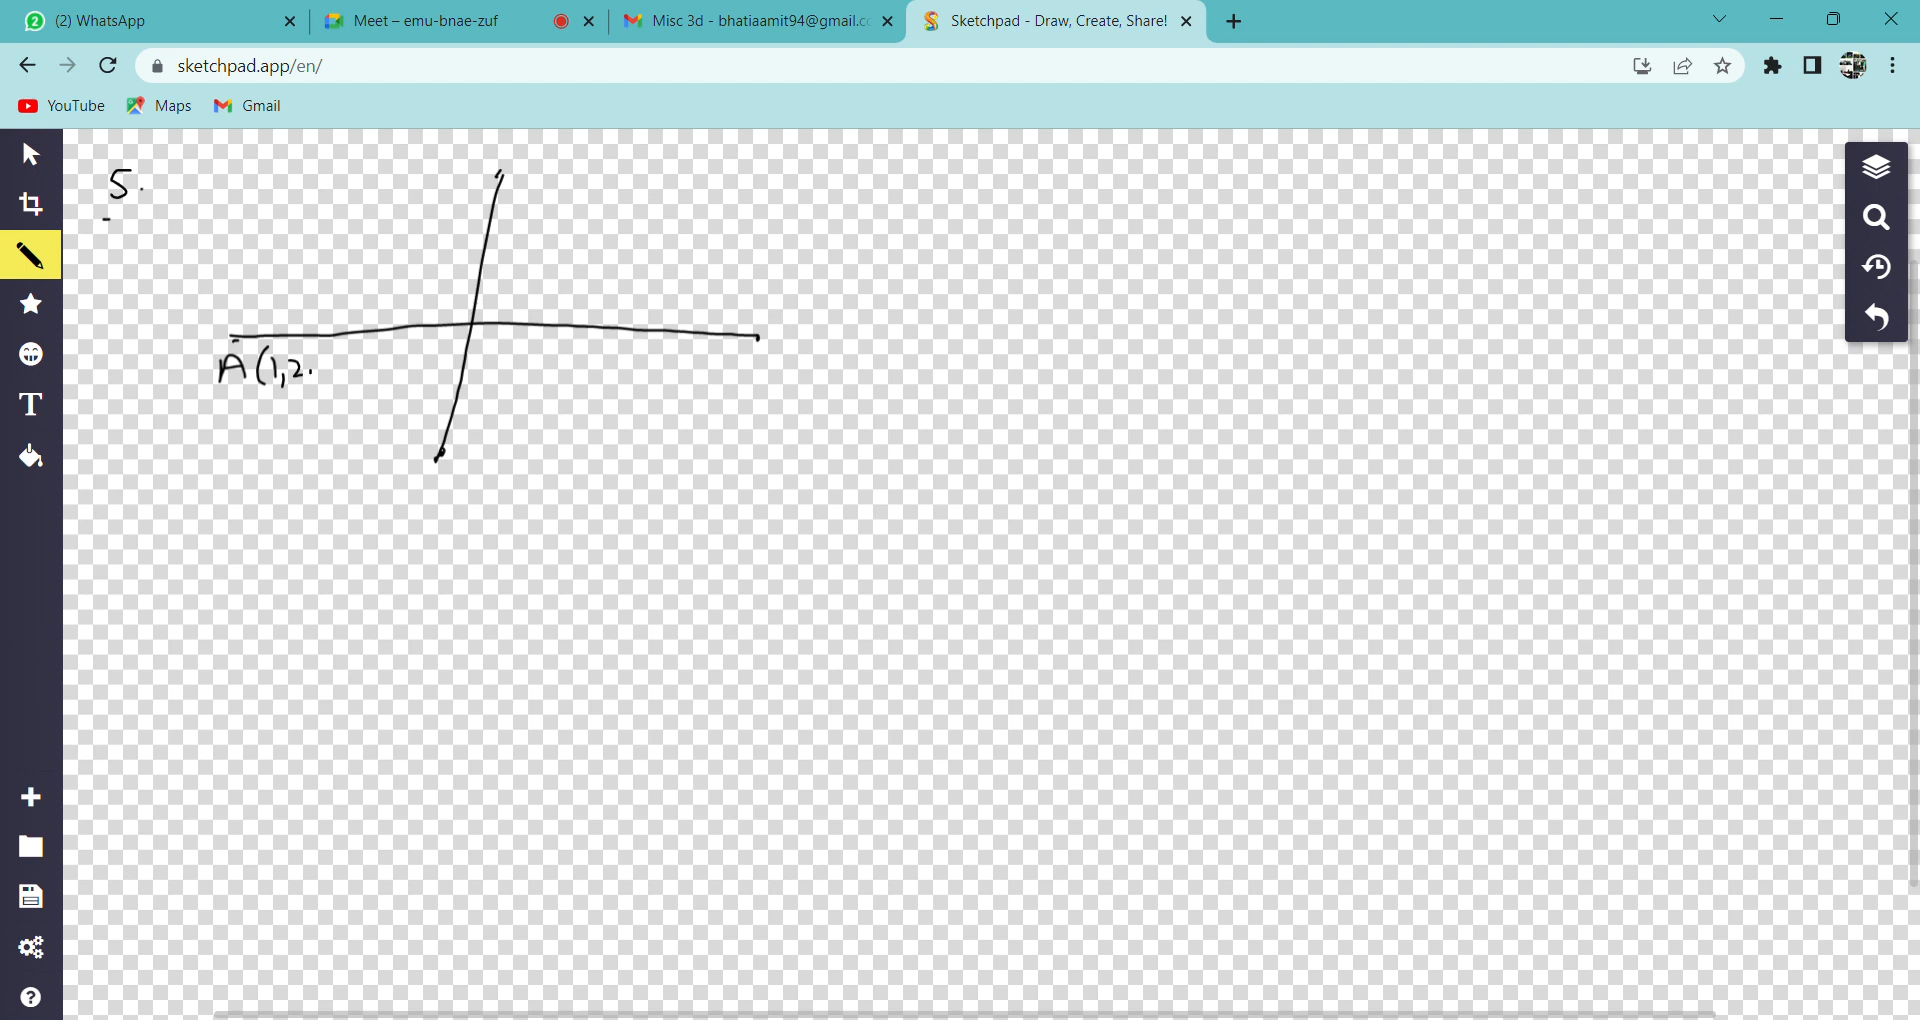 (2) WhatsApp
Meet – emu-bnae-zuf
Misc 3d - bhatiaamit94@gmail.c
Sketchpad - Draw, Create, Share!
sketchpad.app/en/
YouTube
Maps
Gmail
5.
A(1,2.
T